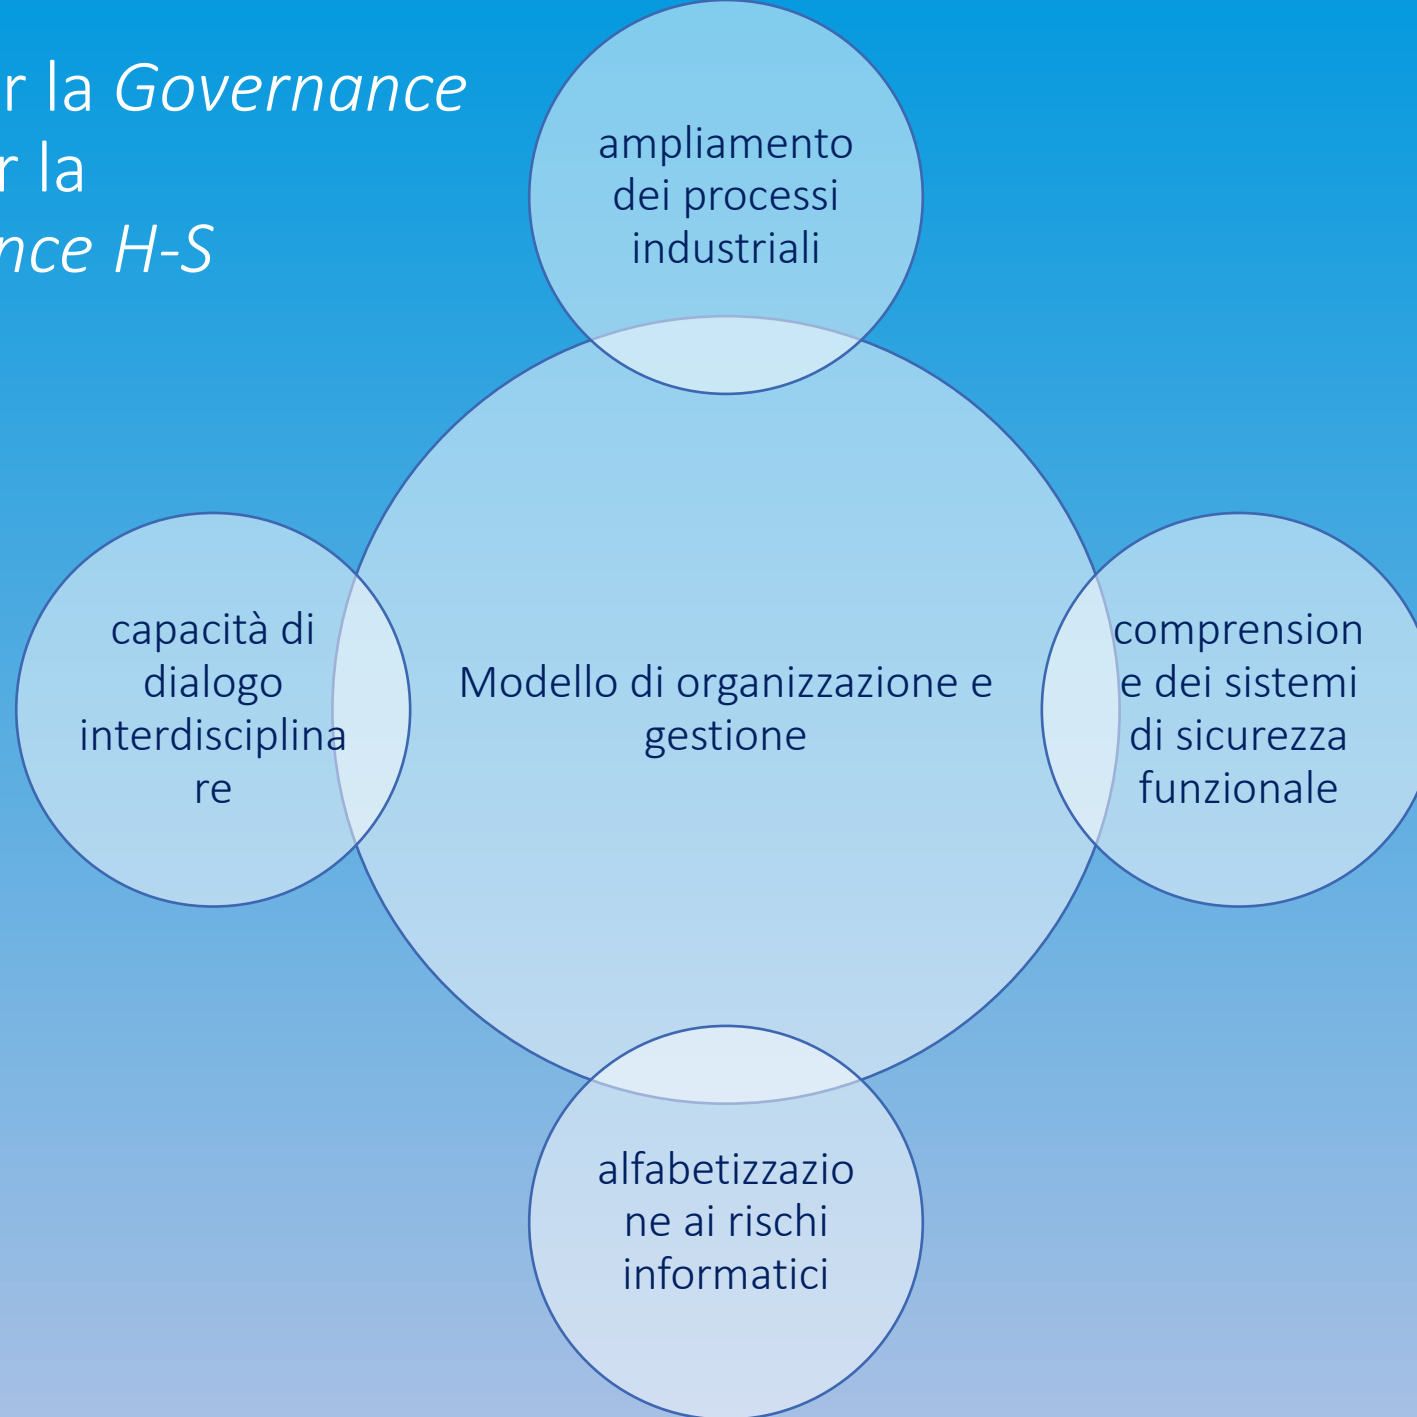 r la Governance
r la
nce H-S
ampliamento
dei processi
industriali
capacità di
dialogo
interdisciplina
re
Modello di organizzazione e
gestione
comprension
e dei sistemi
di sicurezza
funzionale
alfabetizzazio
ne ai rischi
informatici